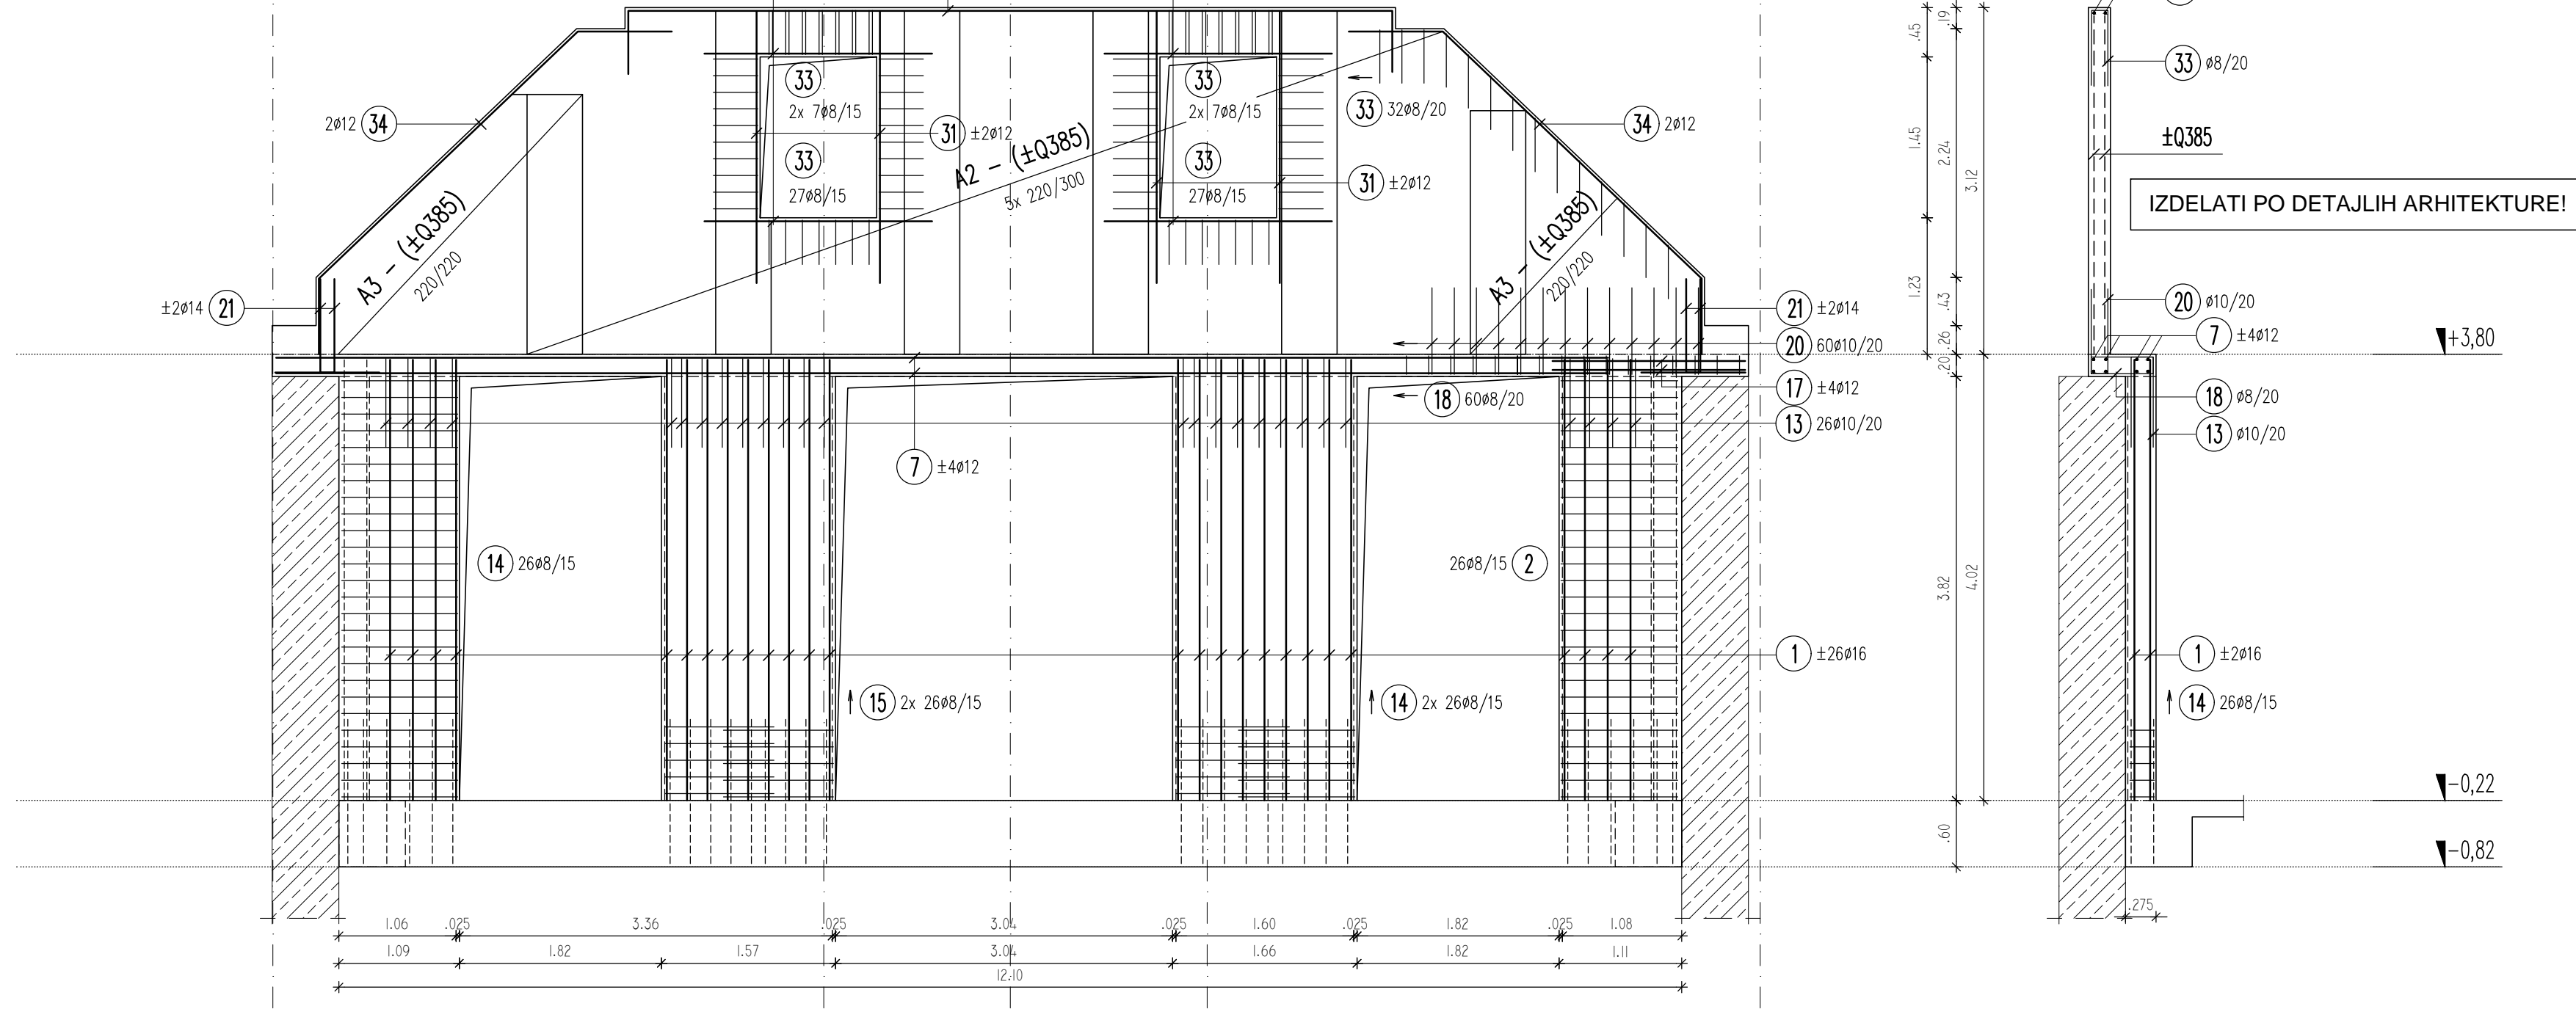 33
2x 7ø8/15
33
27ø8/15
31 ±2ø12
33
2x 7ø8/15
33
27ø8/15
31 ±2ø12
33 32ø8/20
2ø12 34
34 2ø12
A2 - (±Q385)
5x 220/300
A3 - (±Q385)
220/220
A3 - (±Q385)
220/220
±2ø14 21
21 ±2ø14
20 60ø10/20
17 ±4ø12
18 60ø8/20
13 26ø10/20
7 ±4ø12
14 26ø8/15
26ø8/15 2
1 ±26ø16
15 2x 26ø8/15
14 2x 26ø8/15
1.06 .025 3.36 .025 3.04 .025 1.60 .025 1.82 .025 1.08
1.09 1.82 1.57 3.04 1.66 1.82 1.11
12.10
.45
1.45
1.23
.19
2.24
.43
.26
.20
3.82
.60
3.12
4.02
33 ø8/20
±Q385
IZDELATI PO DETAJLIH ARHITEKTURE!
20 ø10/20
7 ±4ø12
+3,80
18 ø8/20
13 ø10/20
1 ±2ø16
14 26ø8/15
-0,22
-0,82
.275